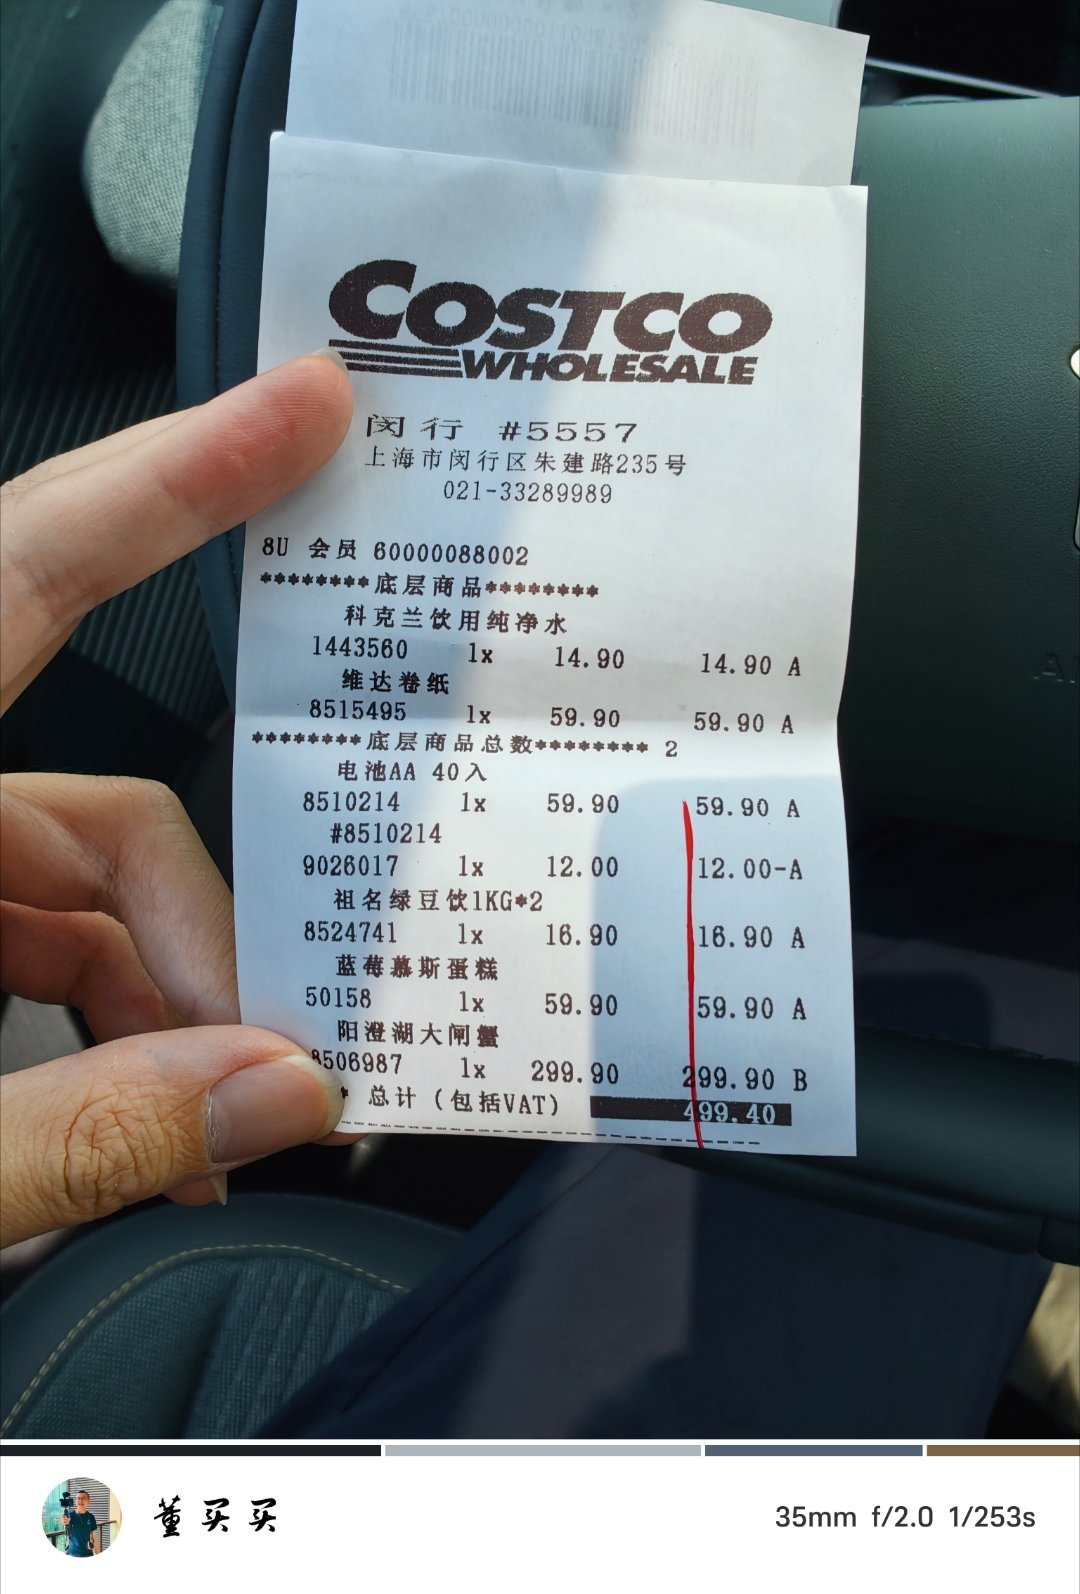 COSTCO
WHOLESALE
闵行 #5557
上海市闵行区朱建路235号
021-33289989
8U 会员 60000088002
********底层商品********
科克兰饮用纯净水
1443560 1x 14.90 14.90 A
维达卷纸
8515495 1x 59.90 59.90 A
********底层商品总数******** 2
电池AA 40入
8510214 1x 59.90 59.90 A
#8510214
9026017 1x 12.00 12.00-A
祖名绿豆饮1KG*2
8524741 1x 16.90 16.90 A
蓝莓慕斯蛋糕
50158 1x 59.90 59.90 A
阳澄湖大闸蟹
8506987 1x 299.90 299.90 B
* 总计 (包括VAT) 499.40
董买买
35mm f/2.0 1/253s